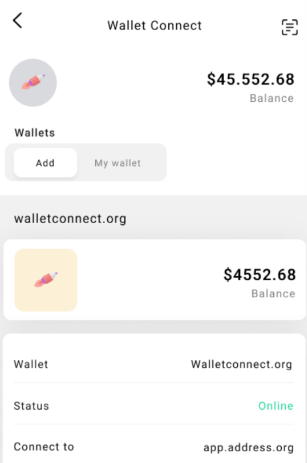 Wallet Connect
$45.552.68
Balance
Wallets
Add My wallet
walletconnect.org
$4552.68
Balance
Wallet Walletconnect.org
Status Online
Connect to app.address.org